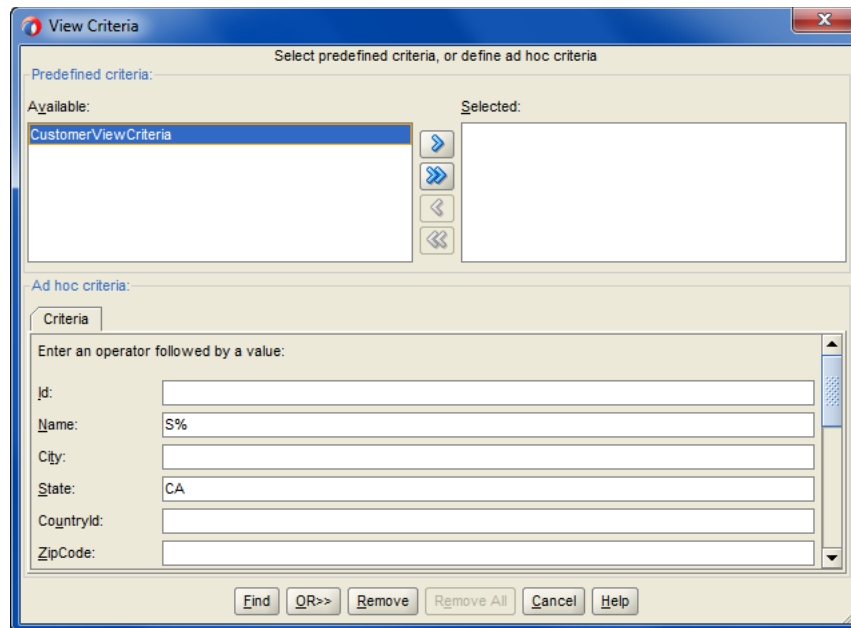 View Criteria
Select predefined criteria, or define ad hoc criteria
Predefined criteria:
Available:
Selected:
CustomerViewCriteria
Ad hoc criteria:
Criteria
Enter an operator followed by a value:
Id:
Name: S%
City:
State: CA
CountryId:
ZipCode:
Find OR>> Remove Remove All Cancel Help